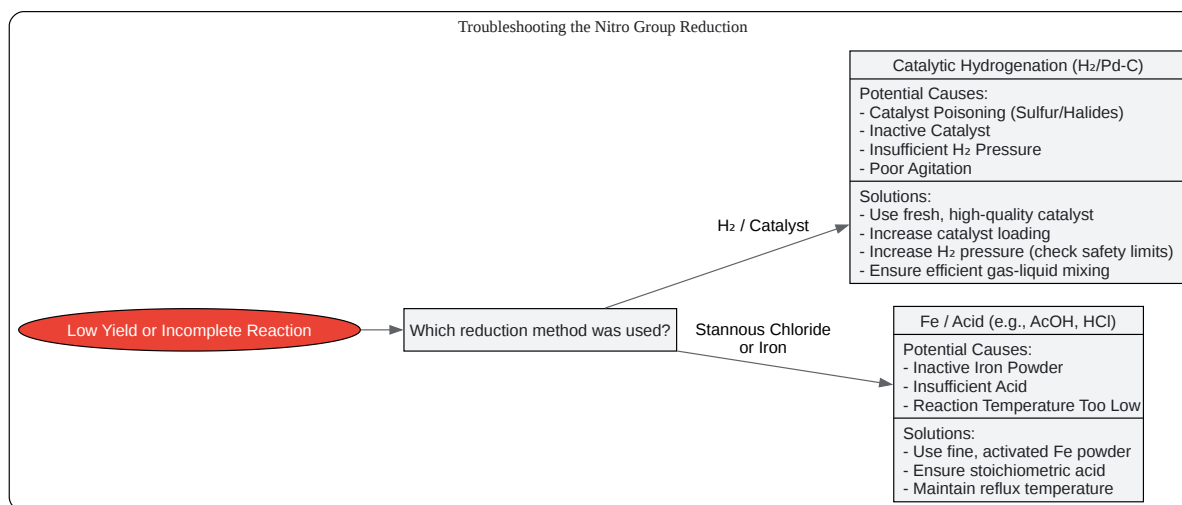 Troubleshooting the Nitro Group Reduction
Low Yield or Incomplete Reaction
Which reduction method was used?
H₂ / Catalyst
Stannous Chloride
or Iron
Catalytic Hydrogenation (H₂/Pd-C)
Potential Causes:
- Catalyst Poisoning (Sulfur/Halides)
- Inactive Catalyst
- Insufficient H₂ Pressure
- Poor Agitation
Solutions:
- Use fresh, high-quality catalyst
- Increase catalyst loading
- Increase H₂ pressure (check safety limits)
- Ensure efficient gas-liquid mixing
Fe / Acid (e.g., AcOH, HCl)
Potential Causes:
- Inactive Iron Powder
- Insufficient Acid
- Reaction Temperature Too Low
Solutions:
- Use fine, activated Fe powder
- Ensure stoichiometric acid
- Maintain reflux temperature